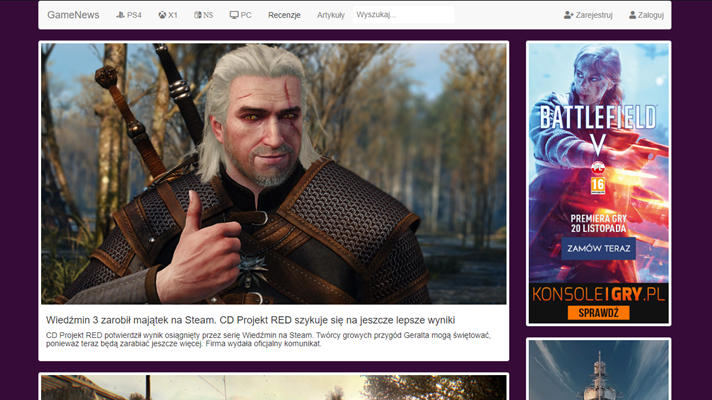 GameNews PS4 X1 NS PC Recenzje Artykuły Wyszukaj... Zarejestruj Zaloguj
Wiedźmin 3 zarobił majątek na Steam. CD Projekt RED szykuje się na jeszcze lepsze wyniki
CD Projekt RED potwierdził wynik osiągnięty przez serię Wiedźmin na Steam. Twórcy growych przygód Geralta mogą świętować,
ponieważ teraz będą zarabiać jeszcze więcej. Firma wydała oficjalny komunikat.
BATTLEFIELD
V
PL
16
PREMIERA GRY
20 LISTOPADA
ZAMÓW TERAZ
KONSOLEIGRY.PL
SPRAWDŹ